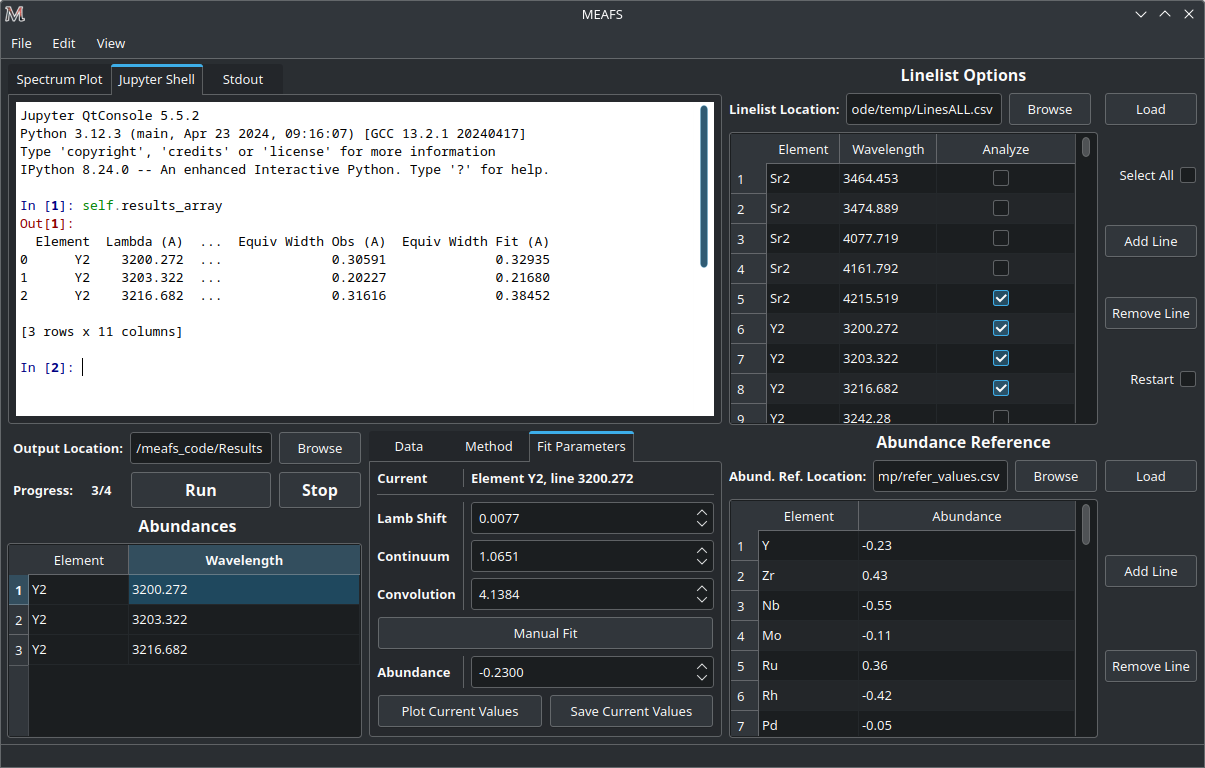 MEAFS
File Edit View
Spectrum Plot Jupyter Shell Stdout
Jupyter QtConsole 5.5.2
Python 3.12.3 (main, Apr 23 2024, 09:16:07) [GCC 13.2.1 20240417]
Type 'copyright', 'credits' or 'license' for more information
IPython 8.24.0 -- An enhanced Interactive Python. Type '?' for help.
In [1]: self.results_array
Out[1]:
Element Lambda (A) ... Equiv Width Obs (A) Equiv Width Fit (A)
0 Y2 3200.272 ... 0.30591 0.32935
1 Y2 3203.322 ... 0.20227 0.21680
2 Y2 3216.682 ... 0.31616 0.38452
[3 rows x 11 columns]
In [2]:
Linelist Options
Linelist Location: ode/temp/LinesALL.csv Browse Load
Element Wavelength Analyze
1 Sr2 3464.453
2 Sr2 3474.889
3 Sr2 4077.719
4 Sr2 4161.792
5 Sr2 4215.519
6 Y2 3200.272
7 Y2 3203.322
8 Y2 3216.682
9 Y2 3242.28
Select All
Add Line
Remove Line
Restart
Output Location: /meafs_code/Results Browse
Progress: 3/4 Run Stop
Abundances
Element Wavelength
1 Y2 3200.272
2 Y2 3203.322
3 Y2 3216.682
Data Method Fit Parameters
Current Element Y2, line 3200.272
Lamb Shift 0.0077
Continuum 1.0651
Convolution 4.1384
Manual Fit
Abundance -0.2300
Plot Current Values Save Current Values
Abundance Reference
Abund. Ref. Location: mp/refer_values.csv Browse Load
Element Abundance
1 Y -0.23
2 Zr 0.43
3 Nb -0.55
4 Mo -0.11
5 Ru 0.36
6 Rh -0.42
7 Pd -0.05
Add Line
Remove Line